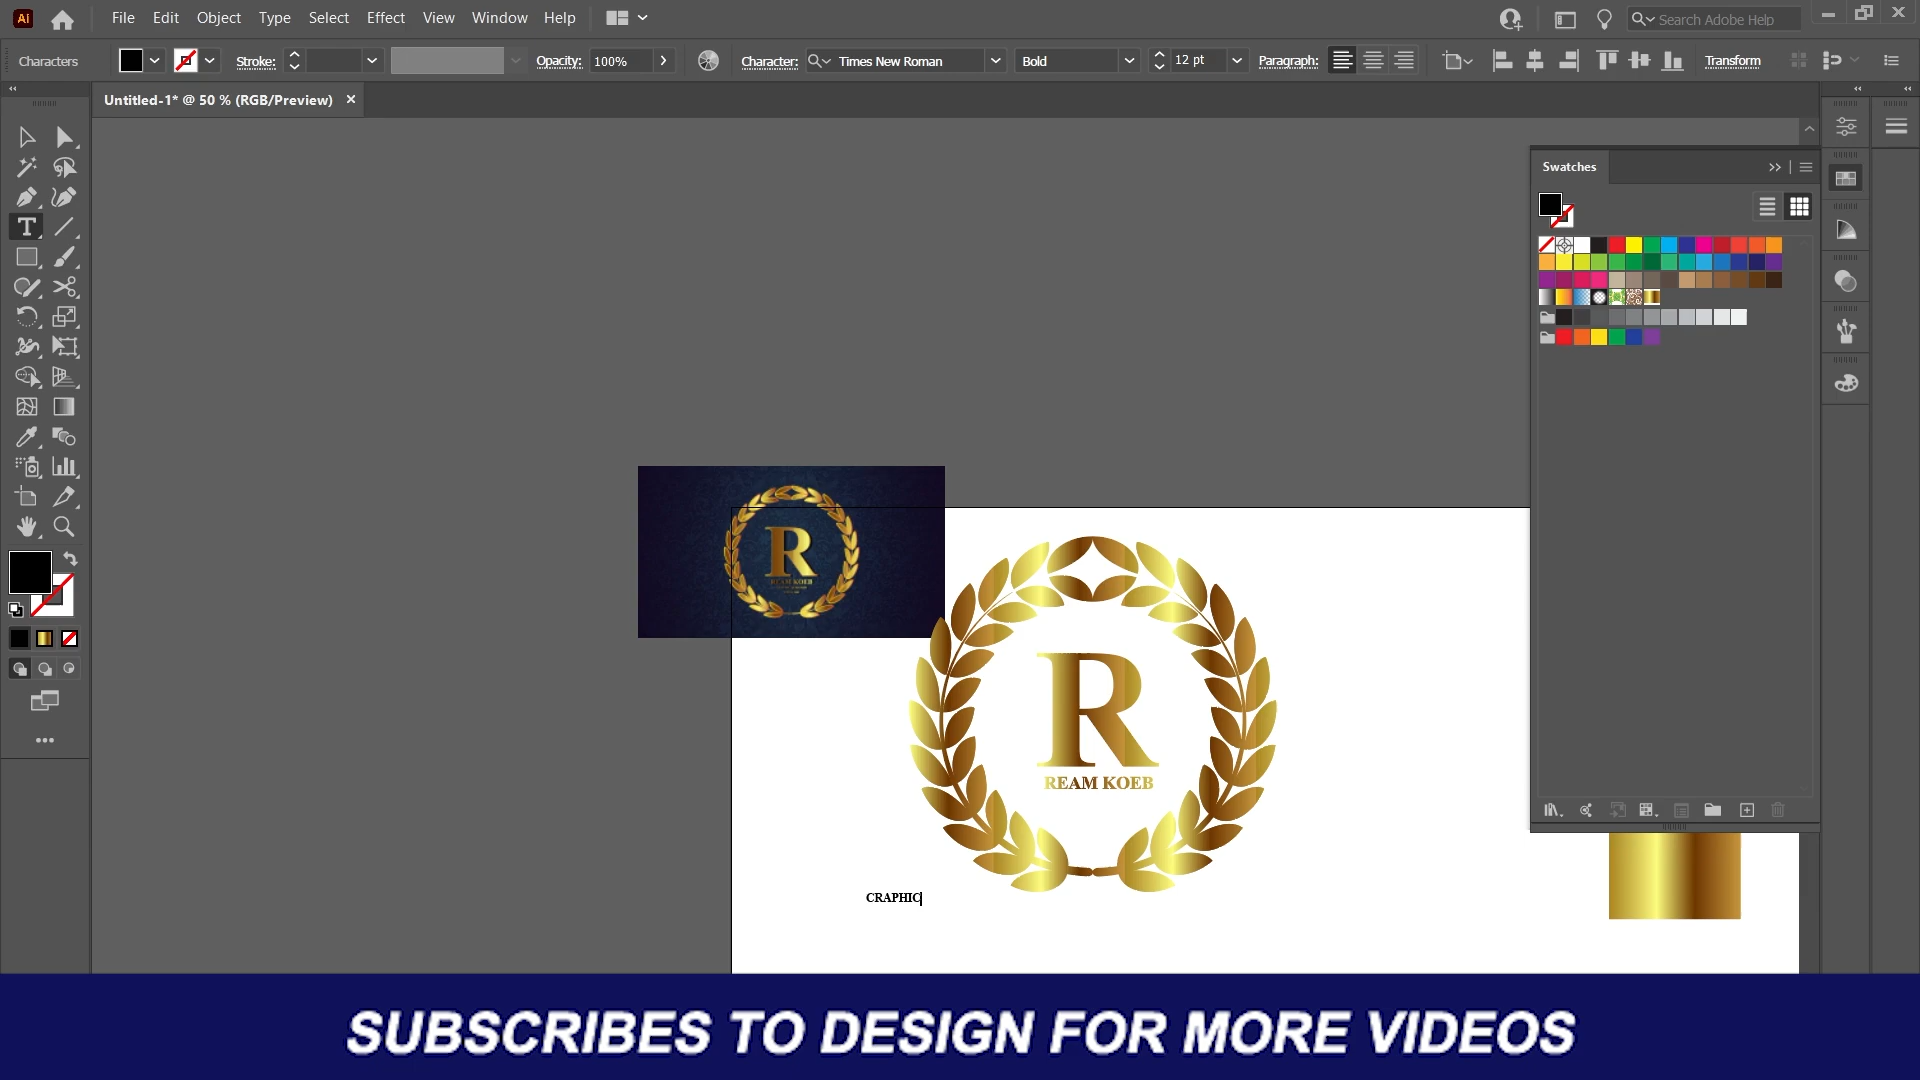 Ai File Edit Object Type Select Effect View Window Help Search Adobe Help
Characters Stroke: Opacity: 100% Character: Times New Roman Bold 12 pt Paragraph: Transform
Untitled-1* @ 50 % (RGB/Preview)
Swatches
R
REAM KOEB
R
REAM KOEB
CRAPHIC
SUBSCRIBES TO DESIGN FOR MORE VIDEOS